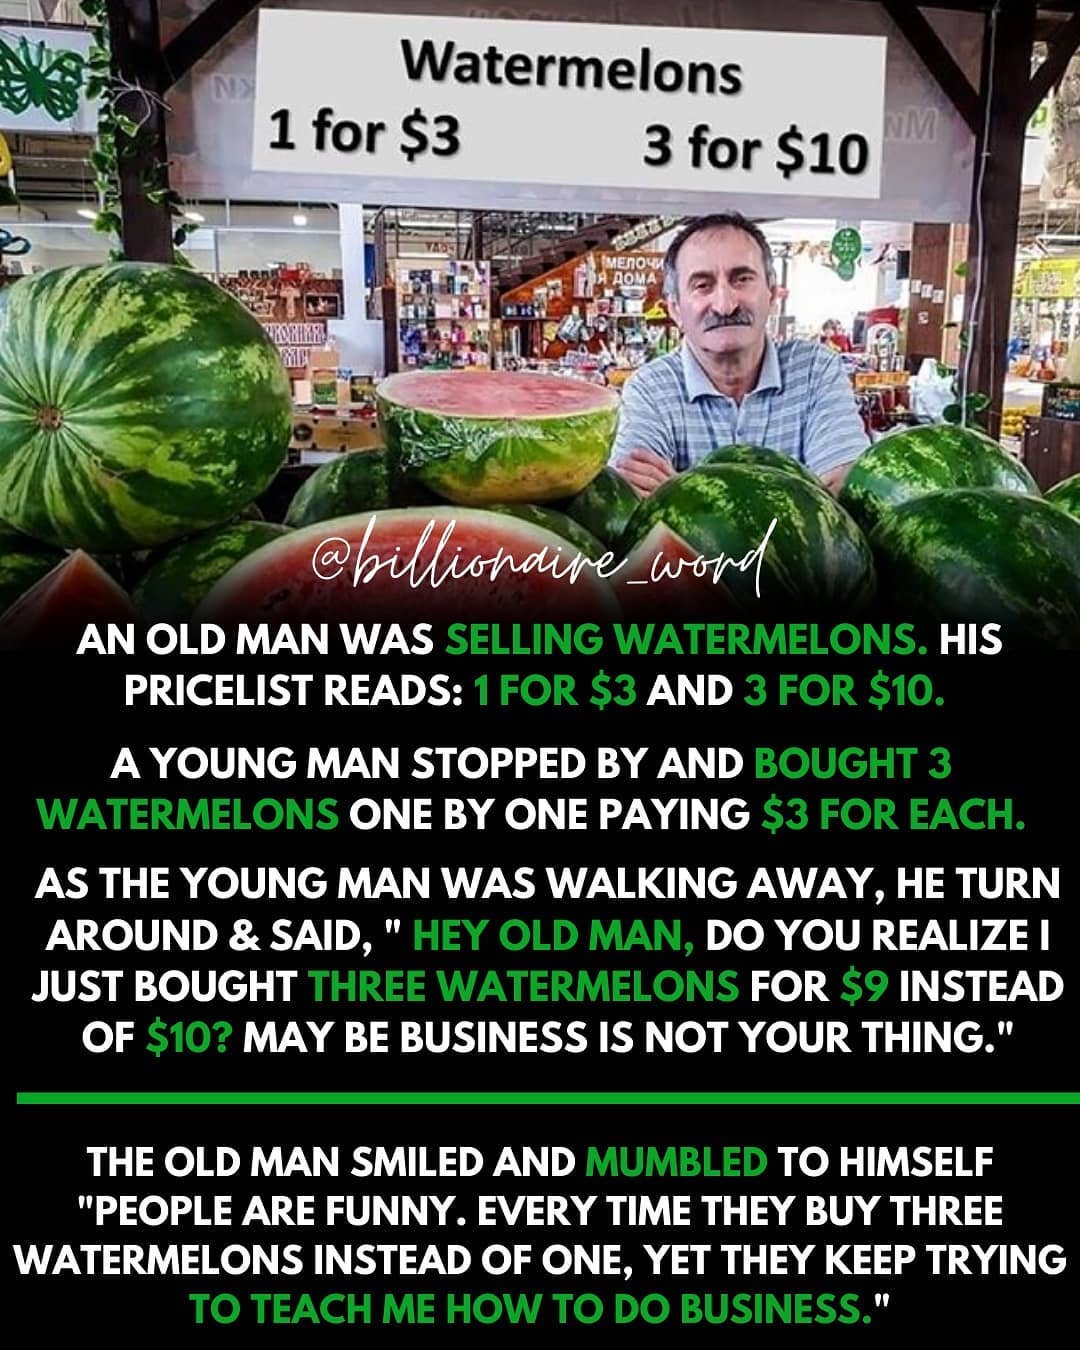 Watermelons
1 for $3 3 for $10
МЕЛОЧИ
Я ДОМА
@billionaire_word
AN OLD MAN WAS SELLING WATERMELONS. HIS
PRICELIST READS: 1 FOR $3 AND 3 FOR $10.
A YOUNG MAN STOPPED BY AND BOUGHT 3
WATERMELONS ONE BY ONE PAYING $3 FOR EACH.
AS THE YOUNG MAN WAS WALKING AWAY, HE TURN
AROUND & SAID, " HEY OLD MAN, DO YOU REALIZE I
JUST BOUGHT THREE WATERMELONS FOR $9 INSTEAD
OF $10? MAY BE BUSINESS IS NOT YOUR THING."
THE OLD MAN SMILED AND MUMBLED TO HIMSELF
"PEOPLE ARE FUNNY. EVERY TIME THEY BUY THREE
WATERMELONS INSTEAD OF ONE, YET THEY KEEP TRYING
TO TEACH ME HOW TO DO BUSINESS."